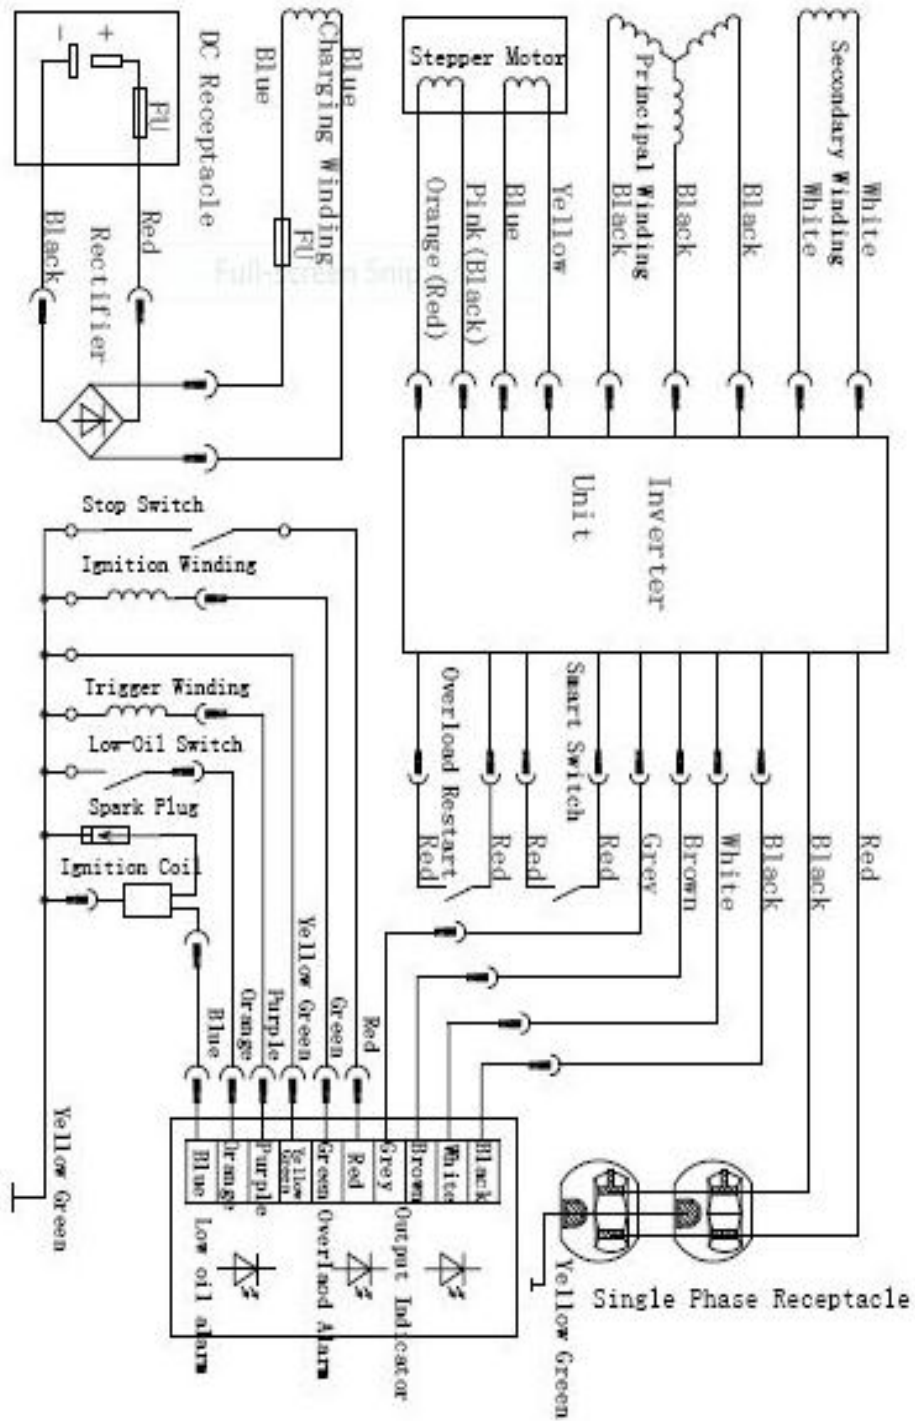 DC Receptacle
-
+
FU
Black
Red
Rectifier
Blue
Charging Winding
Blue
FU
Stepper Motor
Orange(Red)
Pink(Black)
Blue
Yellow
Principal Winding
Black
Black
Black
Secondary Winding
White
White
Full-Screen Snip
Inverter
Unit
Stop Switch
Ignition Winding
Trigger Winding
Low-Oil Switch
Spark Plug
Ignition Coil
Overload Restart
Smart Switch
Red
Red
Red
Red
Grey
Brown
White
Black
Black
Red
Blue
Orange
Purple
Yellow Green
Green
Red
Blue
Orange
Purple
Yellow
Green
Green
Red
Grey
Brown
White
Black
Low oil alarm
Overlaod Alarm
Output Indicator
Yellow Green
Yellow Green
Single Phase Receptacle